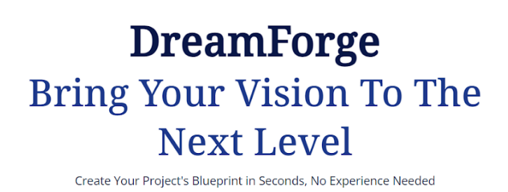 DreamForge
Bring Your Vision To The
Next Level
Create Your Project's Blueprint in Seconds, No Experience Needed